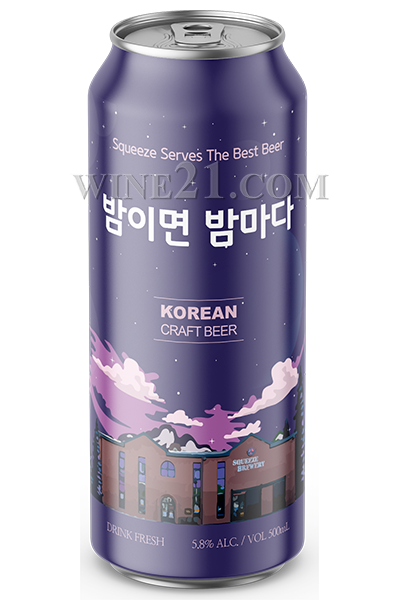 Squeeze Serves The Best Beer
WINE21.COM
밤이면 밤마다
KOREAN
CRAFT BEER
SQUEEZE
BREWERY
DRINK FRESH
5.8% ALC. / VOL 500mL